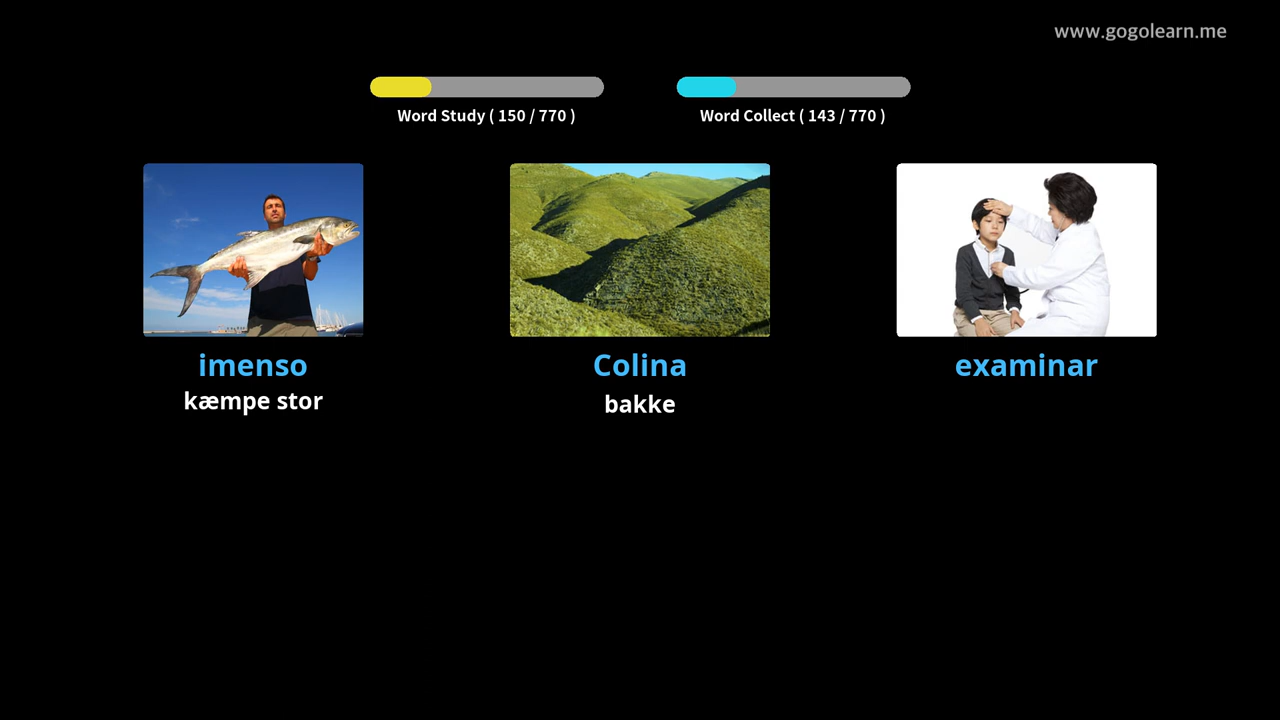 www.gogolearn.me
Word Study ( 150 / 770 )
Word Collect ( 143 / 770 )
imenso
kæmpe stor
Colina
bakke
examinar